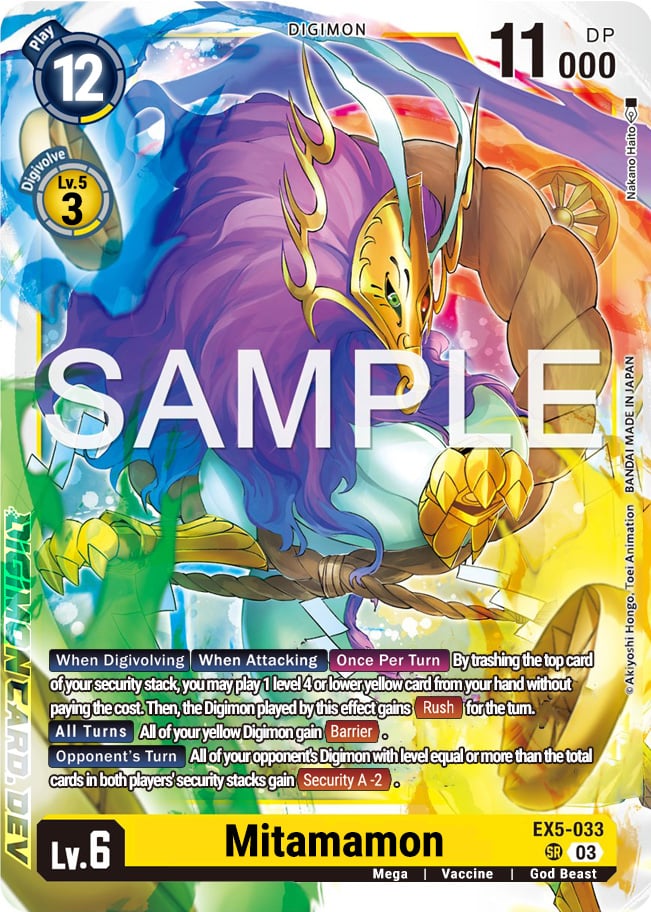 Play
12
DIGIMON
11000
DP
Digivolve
Lv.5
3
Nakano Haito
SAMPLE
©Akiyoshi Hongo, Toei Animation BANDAI MADE IN JAPAN
DIGIMONCARD.DEV
When Digivolving When Attacking Once Per Turn By trashing the top card
of your security stack, you may play 1 level 4 or lower yellow card from your hand without
paying the cost. Then, the Digimon played by this effect gains Rush for the turn.
All Turns All of your yellow Digimon gain Barrier .
Opponent's Turn All of your opponent's Digimon with level equal or more than the total
cards in both players' security stacks gain Security A -2 .
Lv.6
Mitamamon
EX5-033
SR 03
Mega | Vaccine | God Beast